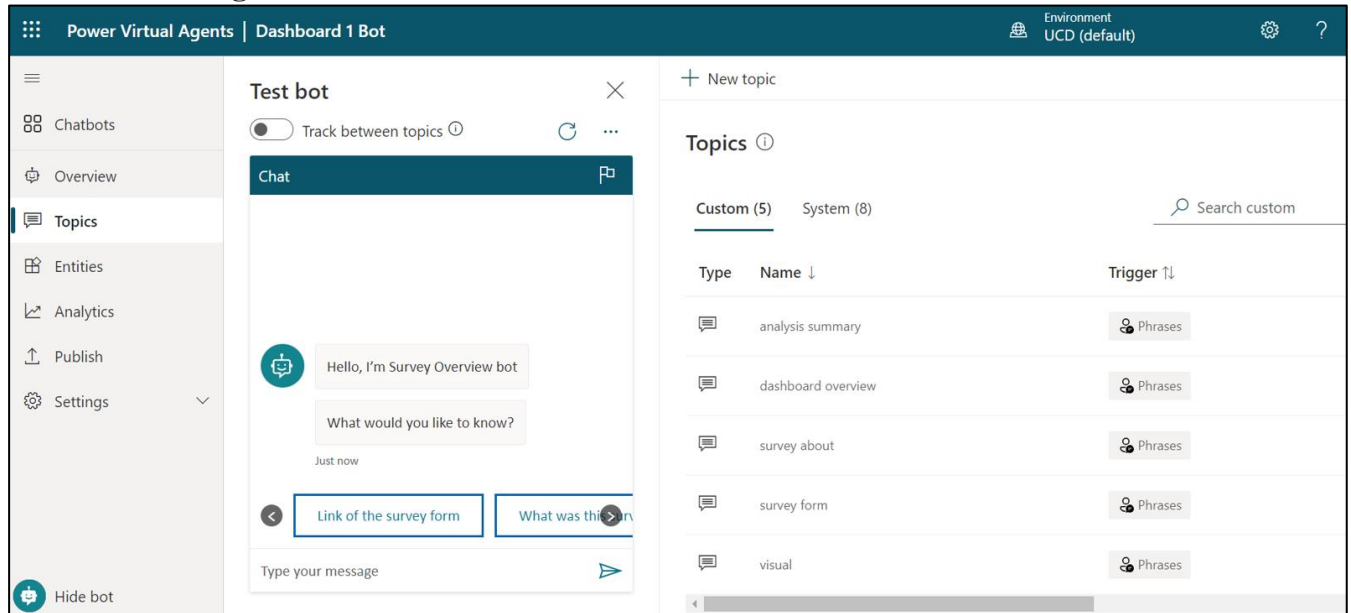 Power Virtual Agents | Dashboard 1 Bot
Environment
UCD (default)
?
Chatbots
Overview
Topics
Entities
Analytics
Publish
Settings
Hide bot
Test bot
Track between topics
Chat
Hello, I'm Survey Overview bot
What would you like to know?
Just now
Link of the survey form
What was this
Type your message
+ New topic
Topics
Custom (5) System (8)
Search custom
Type Name ↓ Trigger ↑↓
analysis summary Phrases
dashboard overview Phrases
survey about Phrases
survey form Phrases
visual Phrases